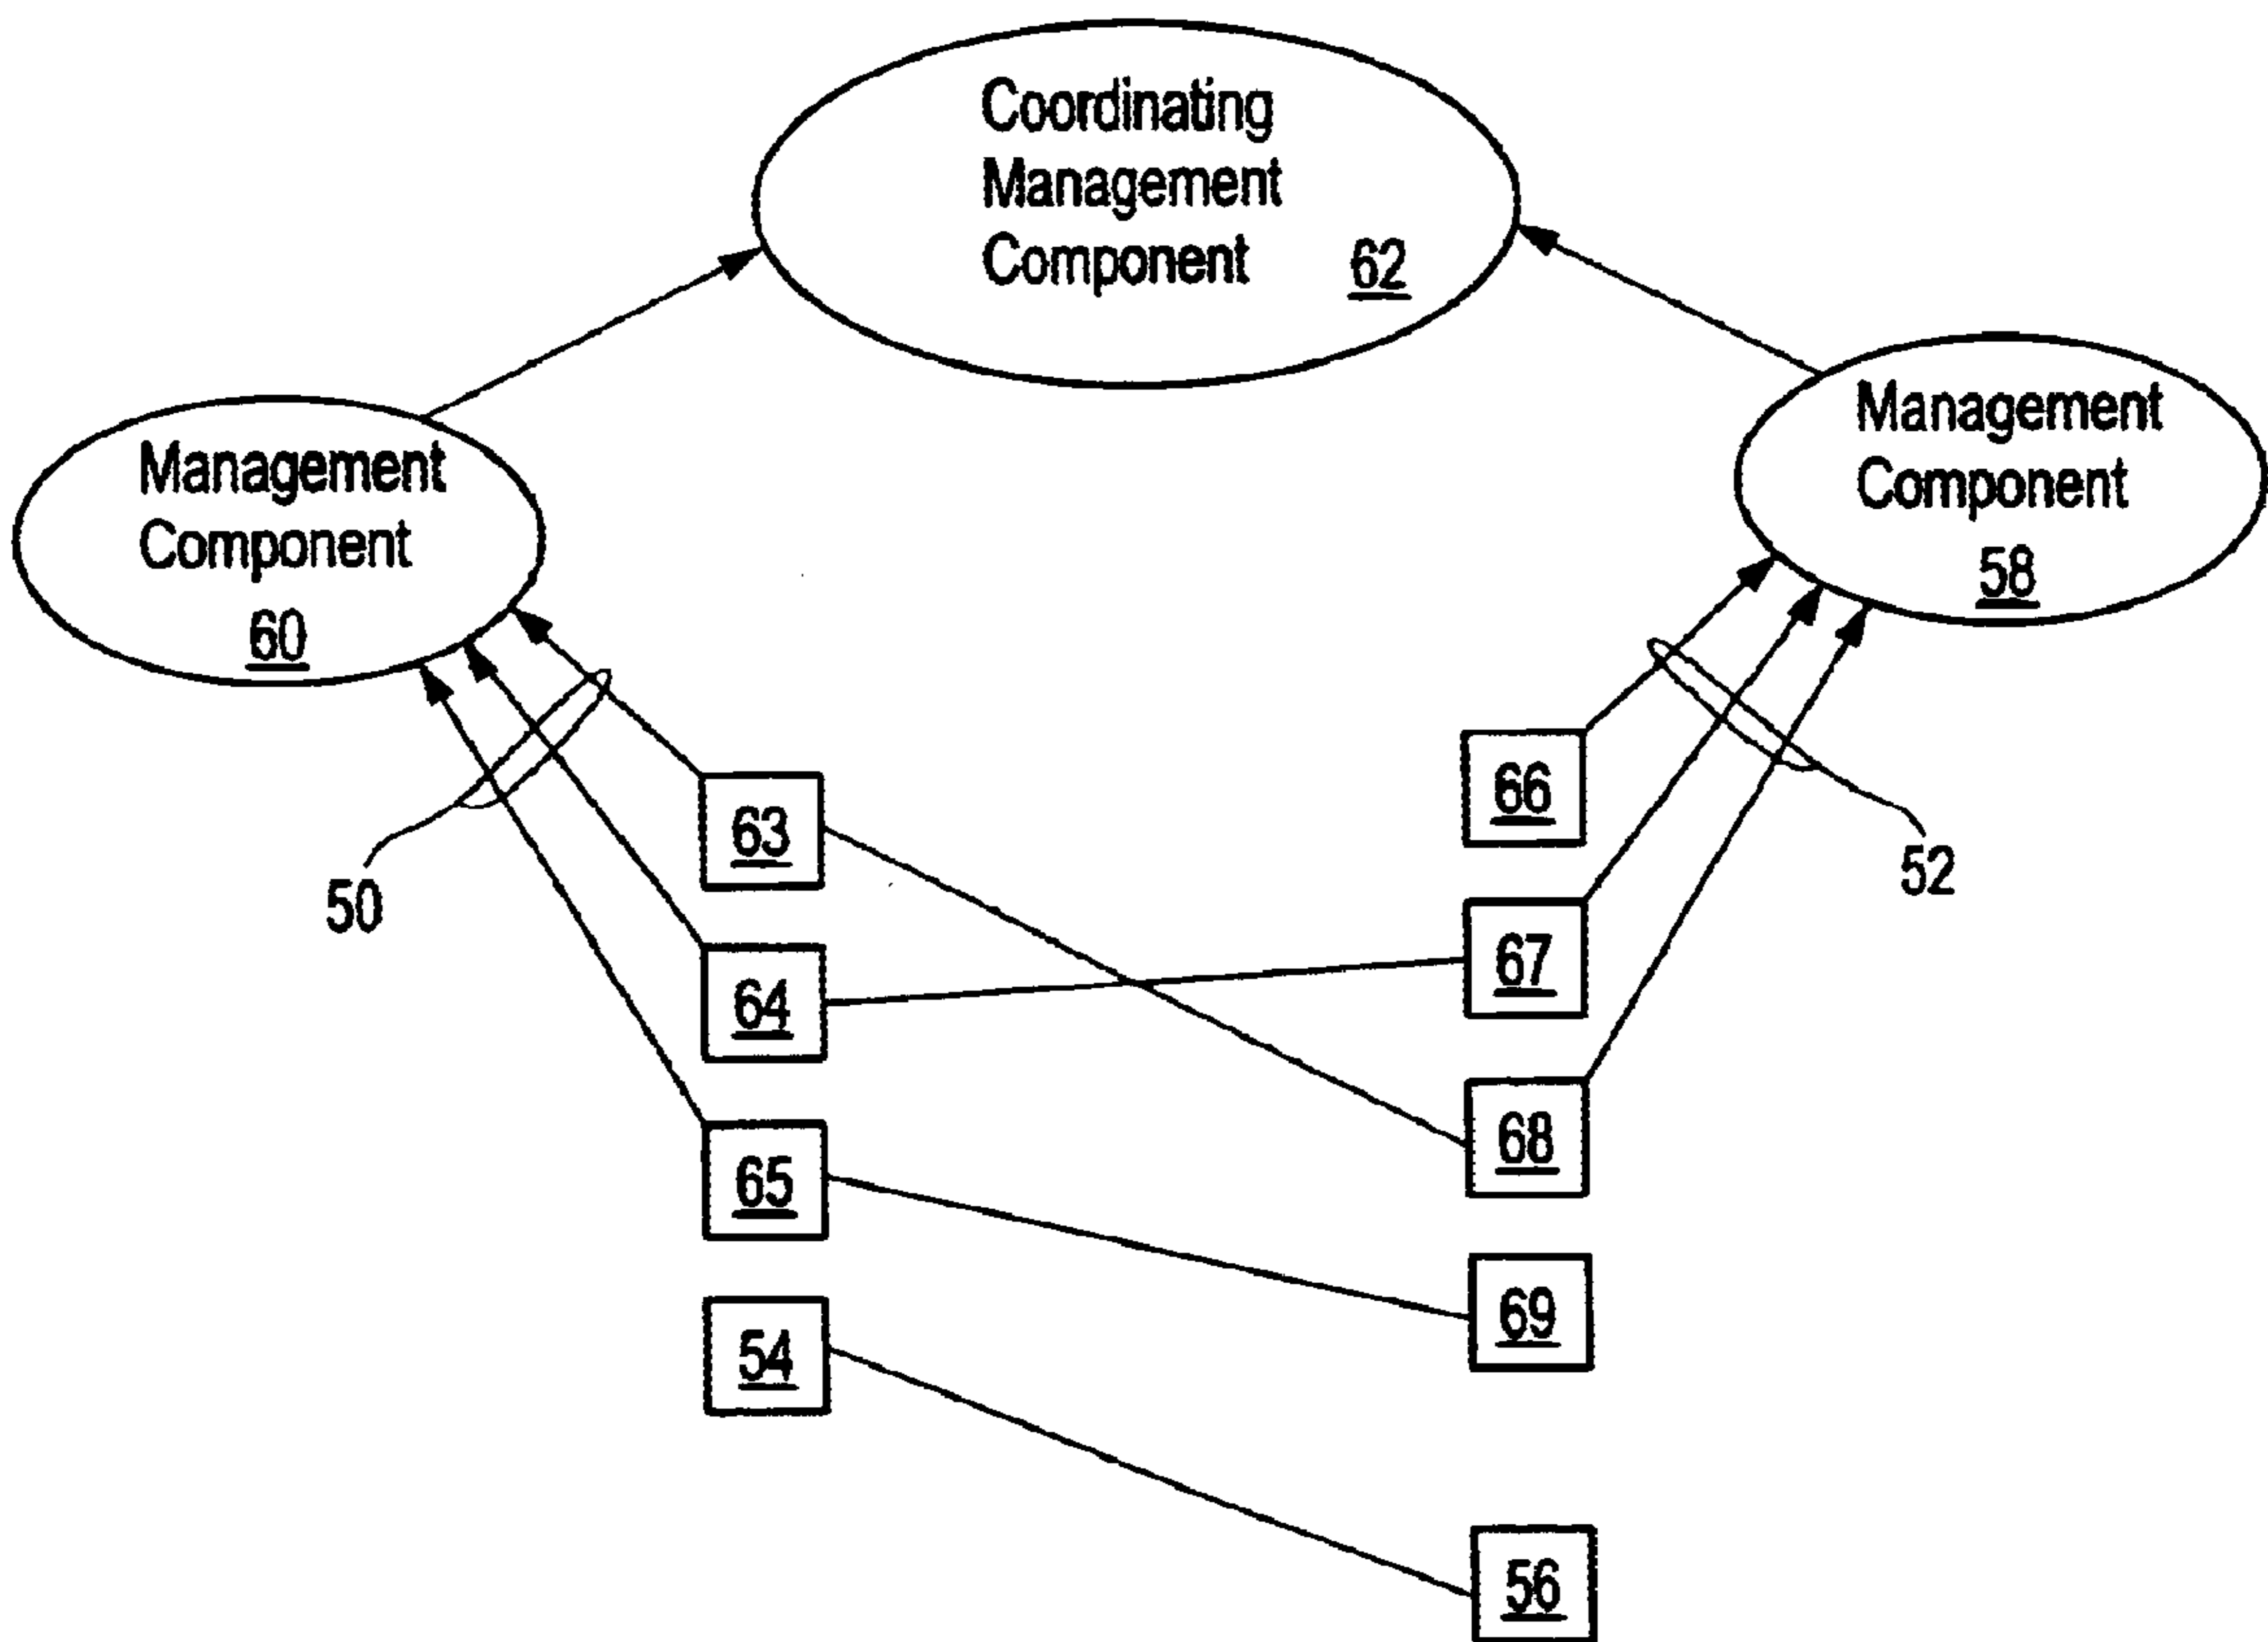 Coordinating
Management
Component 62
Management
Component
58
Management
Component
60
66
63
52
50
67
64
68
65
69
54
56